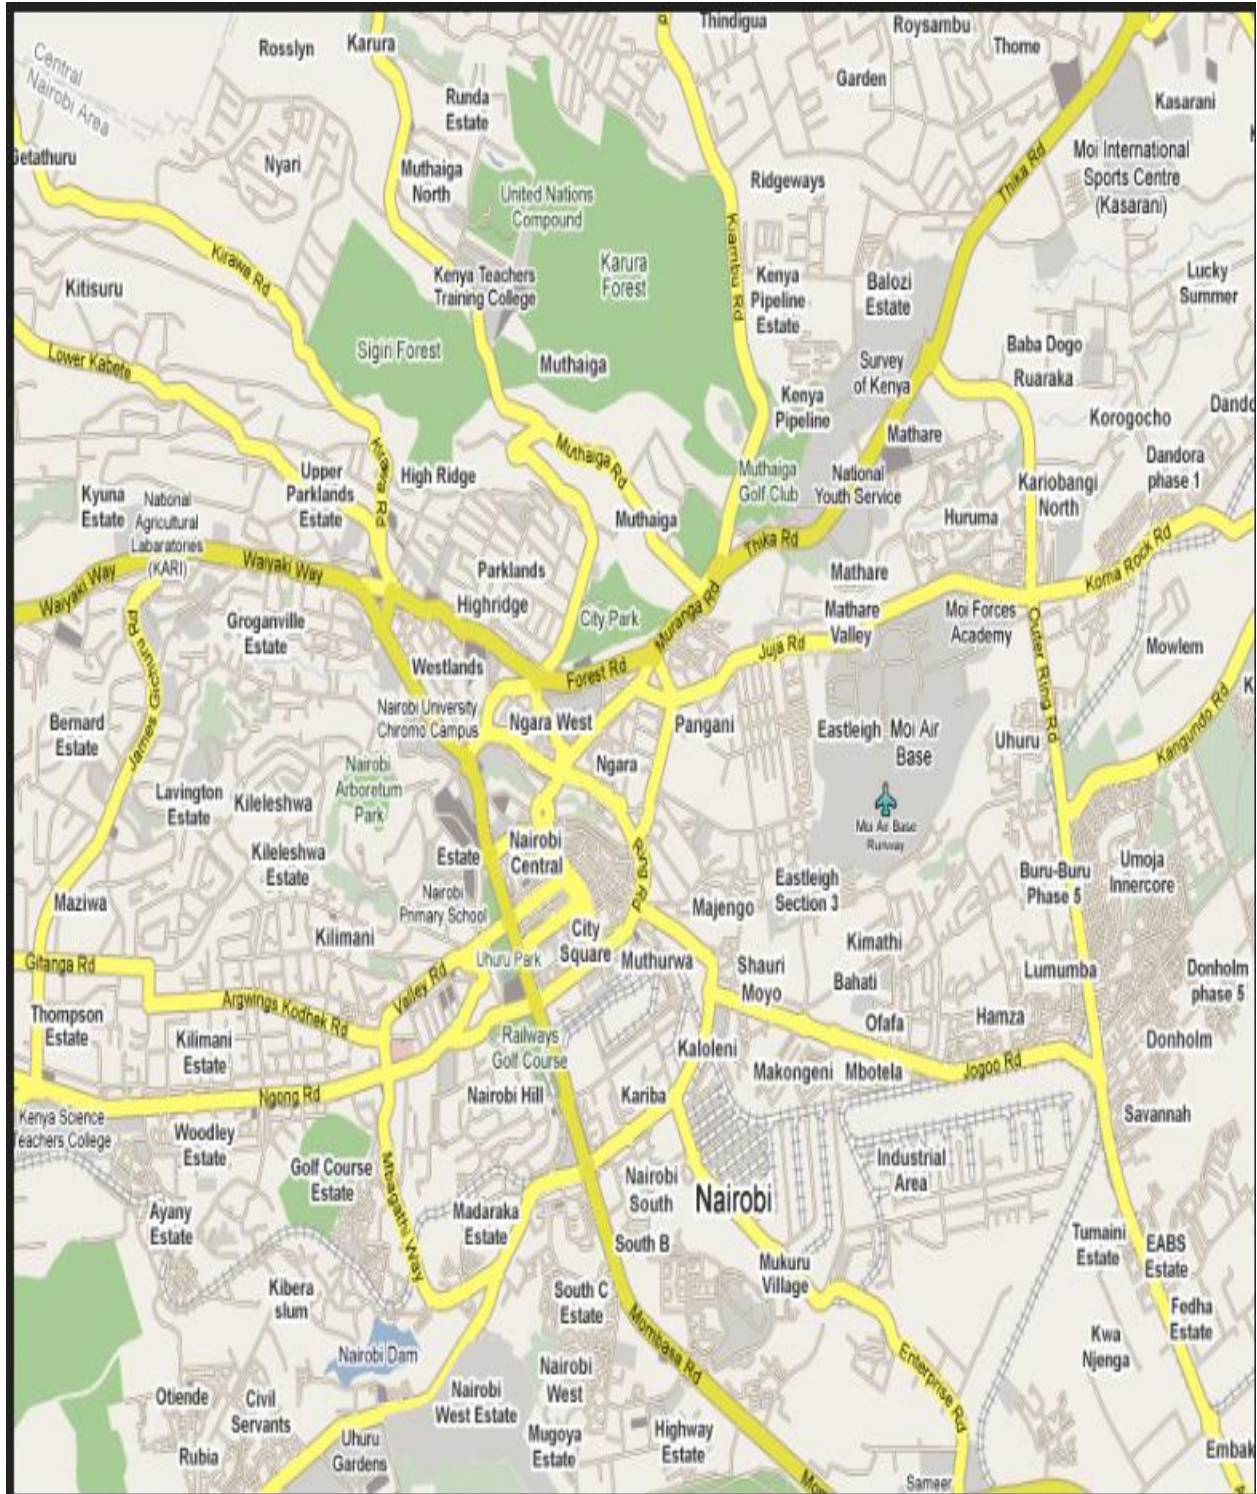 Thindigua
Roysambu
Thome
Rosslyn
Karura
Central
Nairobi Area
Garden
Kasarani
Runda
Estate
Getathuru
Nyari
Muthaiga
North
Moi International
Sports Centre
(Kasarani)
Thika Rd
United Nations
Compound
Ridgeways
Kirawa Rd
Kiambu Rd
Karura
Forest
Kenya Teachers
Training College
Kenya
Pipeline
Estate
Balozi
Estate
Lucky
Summer
Kitisuru
Lower Kabete
Sigiri Forest
Muthaiga
Survey
of Kenya
Baba Dogo
Ruaraka
Kenya
Pipeline
Korogocho
Dando
Mathare
Muthaiga Rd
Kirawa Rd
High Ridge
Upper
Parklands
Estate
Muthaiga
Golf Club
National
Youth Service
Kariobangi
North
Dandora
phase 1
Kyuna
Estate
National
Agricultural
Labaratories
(KARI)
Muthaiga
Huruma
Thika Rd
Koma Rock Rd
Waiyaki Way
Waiyaki Way
Parklands
Highridge
Mathare
City Park
Muranga Rd
Mathare
Valley
Moi Forces
Academy
Groganville
Estate
James Gichuru Rd
Westlands
Forest Rd
Juja Rd
Outer Ring Rd
Mowlem
Nairobi University
Chromo Campus
Ngara West
Pangani
Eastleigh
Moi Air
Base
Uhuru
Kangundo Rd
K
Bernard
Estate
Nairobi
Arboretum
Park
Ngara
Lavington
Estate
Kileleshwa
Moi Air Base
Runway
Kileleshwa
Estate
Estate
Nairobi
Central
Ring Rd
Eastleigh
Section 3
Buru-Buru
Phase 5
Umoja
Innercore
Maziwa
Nairobi
Primary School
Majengo
Kilimani
City
Square
Kimathi
Gitanga Rd
Uhuru Park
Muthurwa
Shauri
Moyo
Bahati
Lumumba
Donholm
phase 5
Valley Rd
Argwings Kodhek Rd
Thompson
Estate
Kilimani
Estate
Railways
Golf Course
Kaloleni
Ofafa
Hamza
Donholm
Makongeni
Mbotela
Jogoo Rd
Ngong Rd
Nairobi Hill
Kariba
Kenya Science
Teachers College
Woodley
Estate
Savannah
Golf Course
Estate
Mbagathi Way
Nairobi
South
Nairobi
Industrial
Area
Ayany
Estate
Madaraka
Estate
South B
Tumaini
Estate
EABS
Estate
Mukuru
Village
Kibera
slum
South C
Estate
Fedha
Estate
Mombasa Rd
Kwa
Njenga
Nairobi Dam
Enterprise Rd
Nairobi
West
Otiende
Civil
Servants
Nairobi
West Estate
Mugoya
Estate
Highway
Estate
Rubia
Uhuru
Gardens
Embak
Mom
Sameer